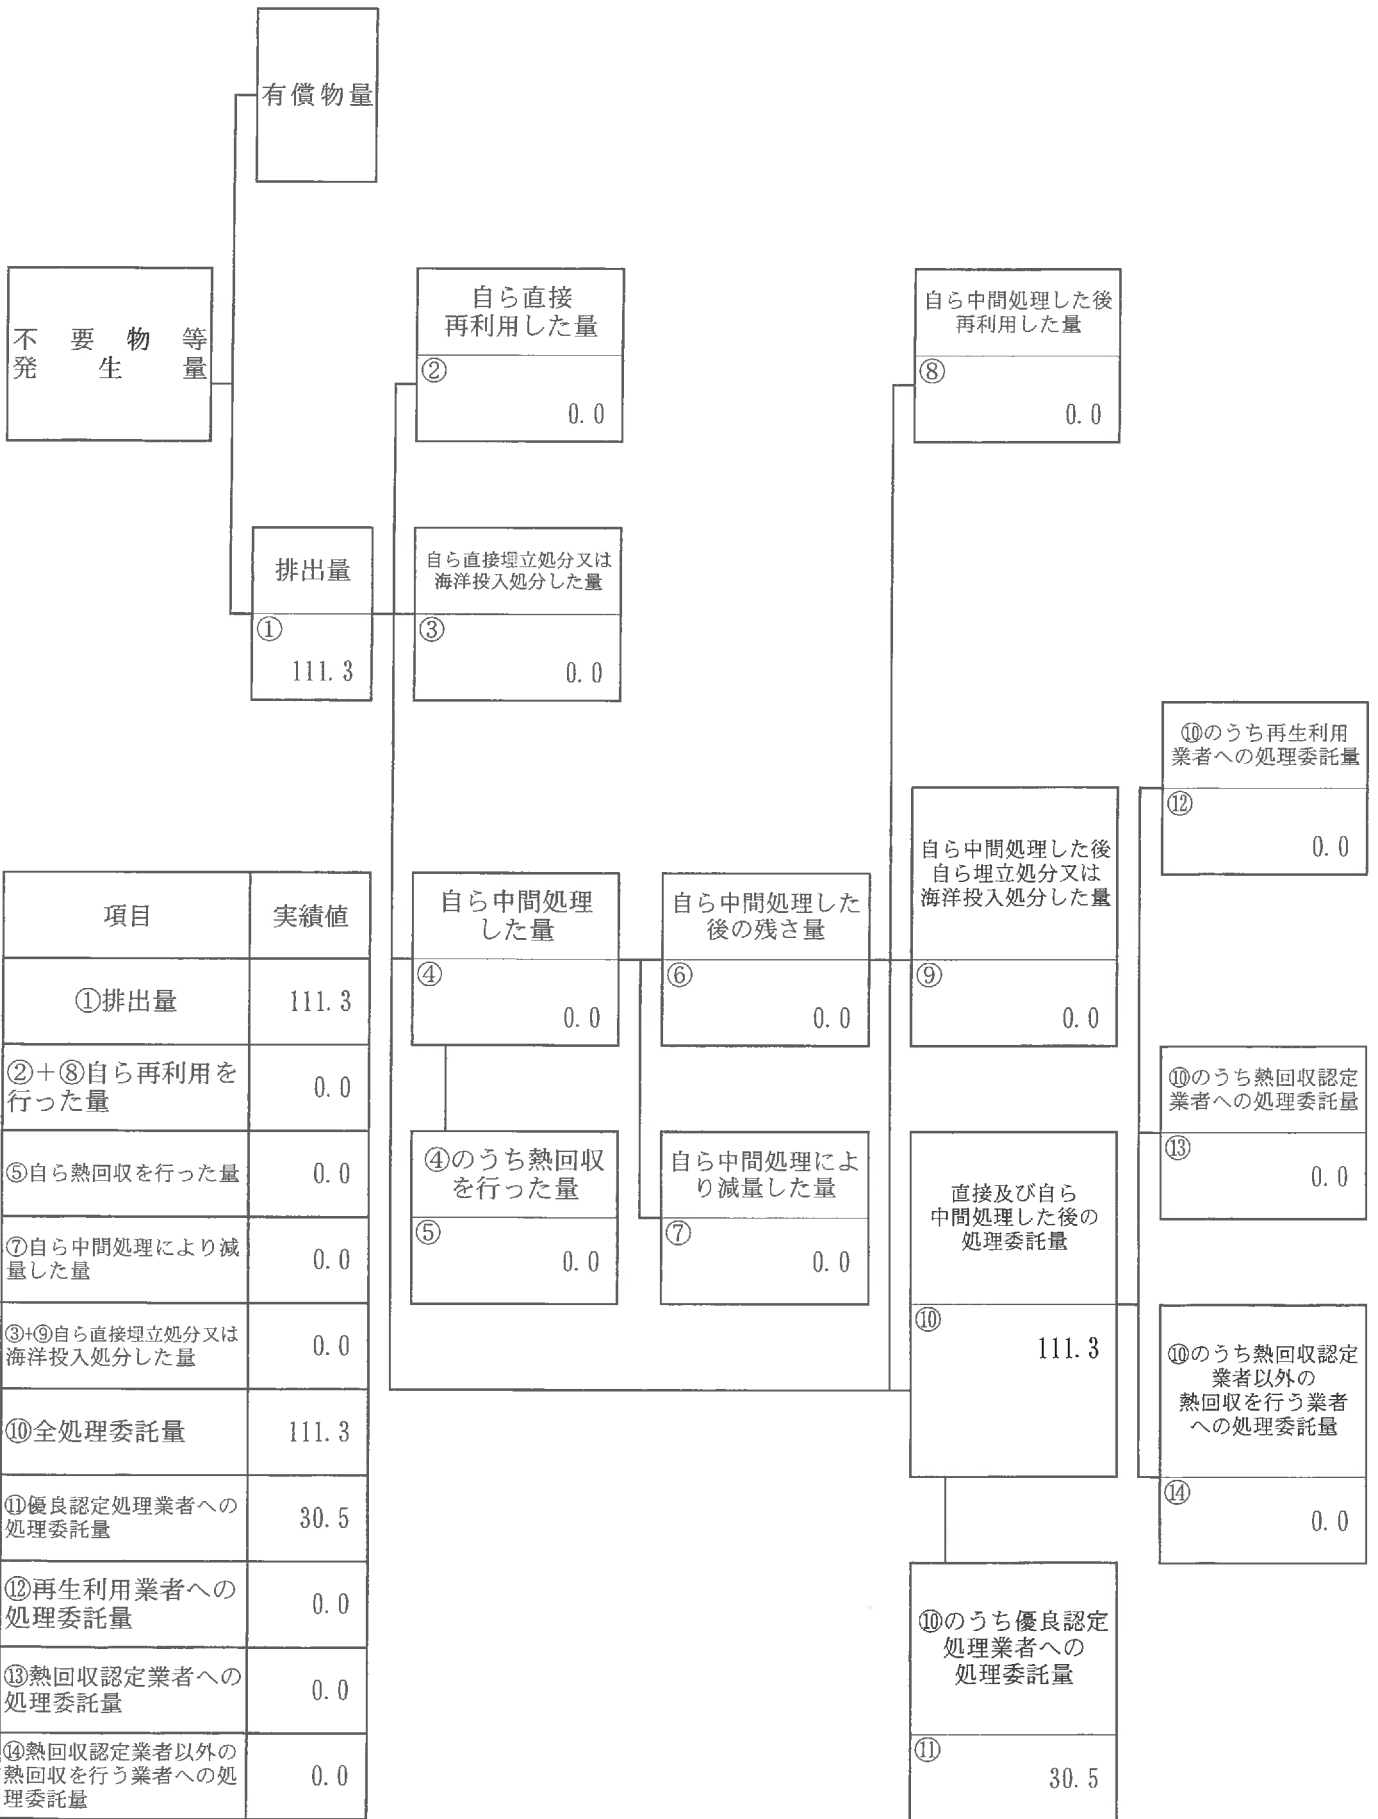 有償物量
不要物等
発生量
自ら直接
再利用した量
②
0.0
自ら中間処理した後
再利用した量
⑧
0.0
排出量
①
111.3
自ら直接埋立処分又は
海洋投入処分した量
③
0.0
⑩のうち再生利用
業者への処理委託量
⑫
0.0
自ら中間処理した後
自ら埋立処分又は
海洋投入処分した量
⑨
0.0
自ら中間処理
した量
④
0.0
自ら中間処理した
後の残さ量
⑥
0.0
⑩のうち熱回収認定
業者への処理委託量
⑬
0.0
④のうち熱回収
を行った量
⑤
0.0
自ら中間処理によ
り減量した量
⑦
0.0
直接及び自ら
中間処理した後の
処理委託量
⑩
111.3
⑩のうち熱回収認定
業者以外の
熱回収を行う業者
への処理委託量
⑭
0.0
⑩のうち優良認定
処理業者への
処理委託量
⑪
30.5
項目 実績値
①排出量 111.3
②+⑧自ら再利用を
行った量 0.0
⑤自ら熱回収を行った量 0.0
⑦自ら中間処理により減
量した量 0.0
③+⑨自ら直接埋立処分又は
海洋投入処分した量 0.0
⑩全処理委託量 111.3
⑪優良認定処理業者への
処理委託量 30.5
⑫再生利用業者への
処理委託量 0.0
⑬熱回収認定業者への
処理委託量 0.0
⑭熱回収認定業者以外の
熱回収を行う業者への処
理委託量 0.0